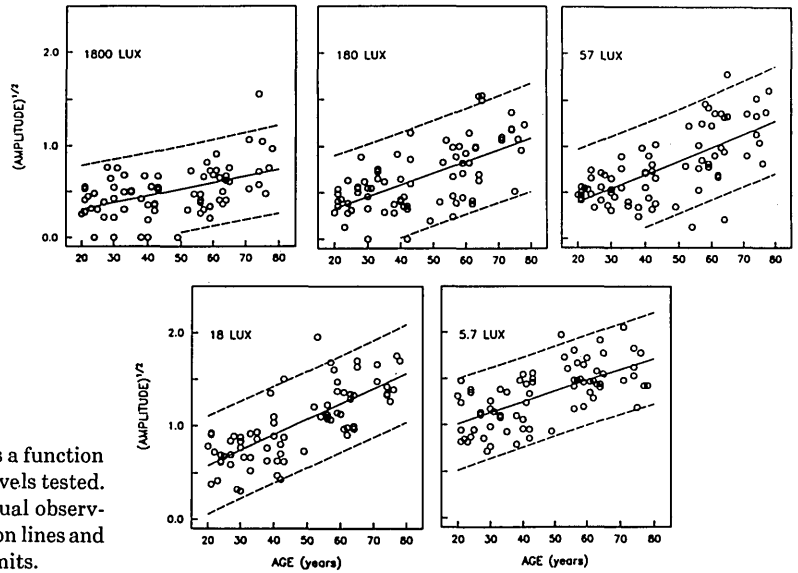 1800 LUX
180 LUX
57 LUX
(AMPLITUDE)1/2
2.0
1.0
0.0
20 30 40 50 60 70 80
20 30 40 50 60 70 80
20 30 40 50 60 70 80
18 LUX
5.7 LUX
(AMPLITUDE)1/2
2.0
1.0
0.0
20 30 40 50 60 70 80
20 30 40 50 60 70 80
AGE (years)
AGE (years)
s a function
vels tested.
ual observ-
on lines and
nits.